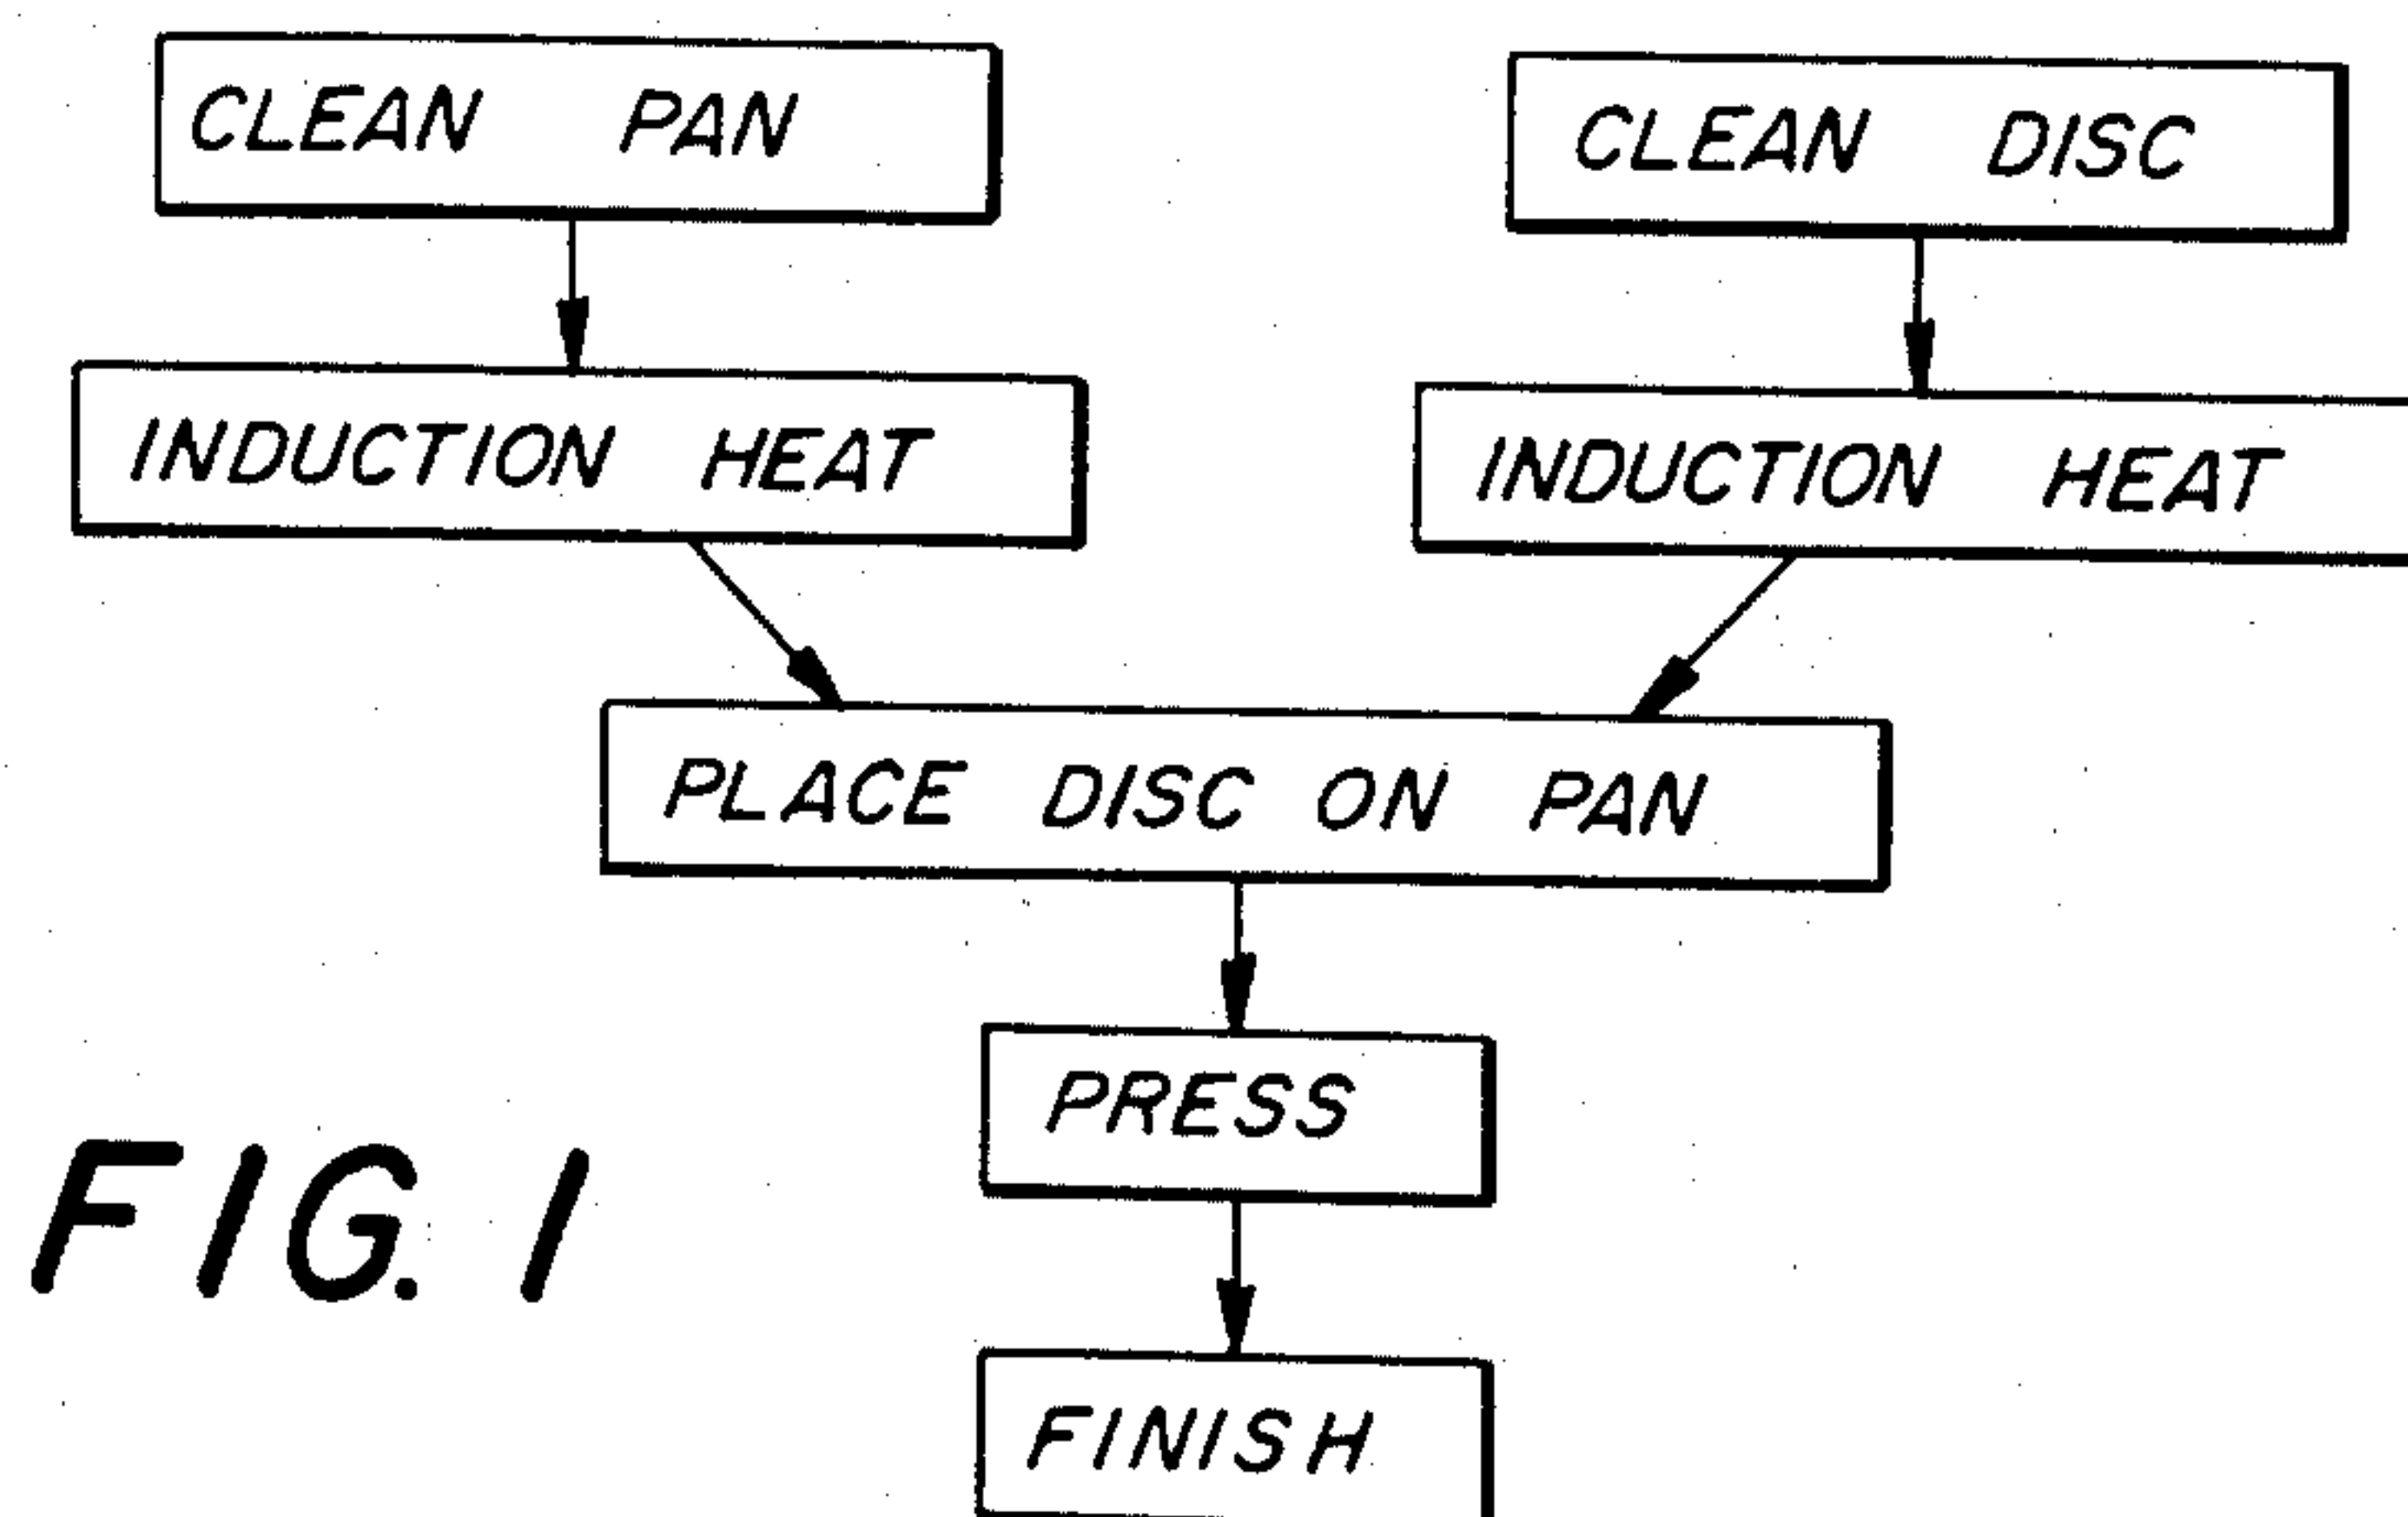 CLEAN PAN
CLEAN DISC
INDUCTION HEAT
INDUCTION HEAT
PLACE DISC ON PAN
PRESS
FINISH
FIG. 1